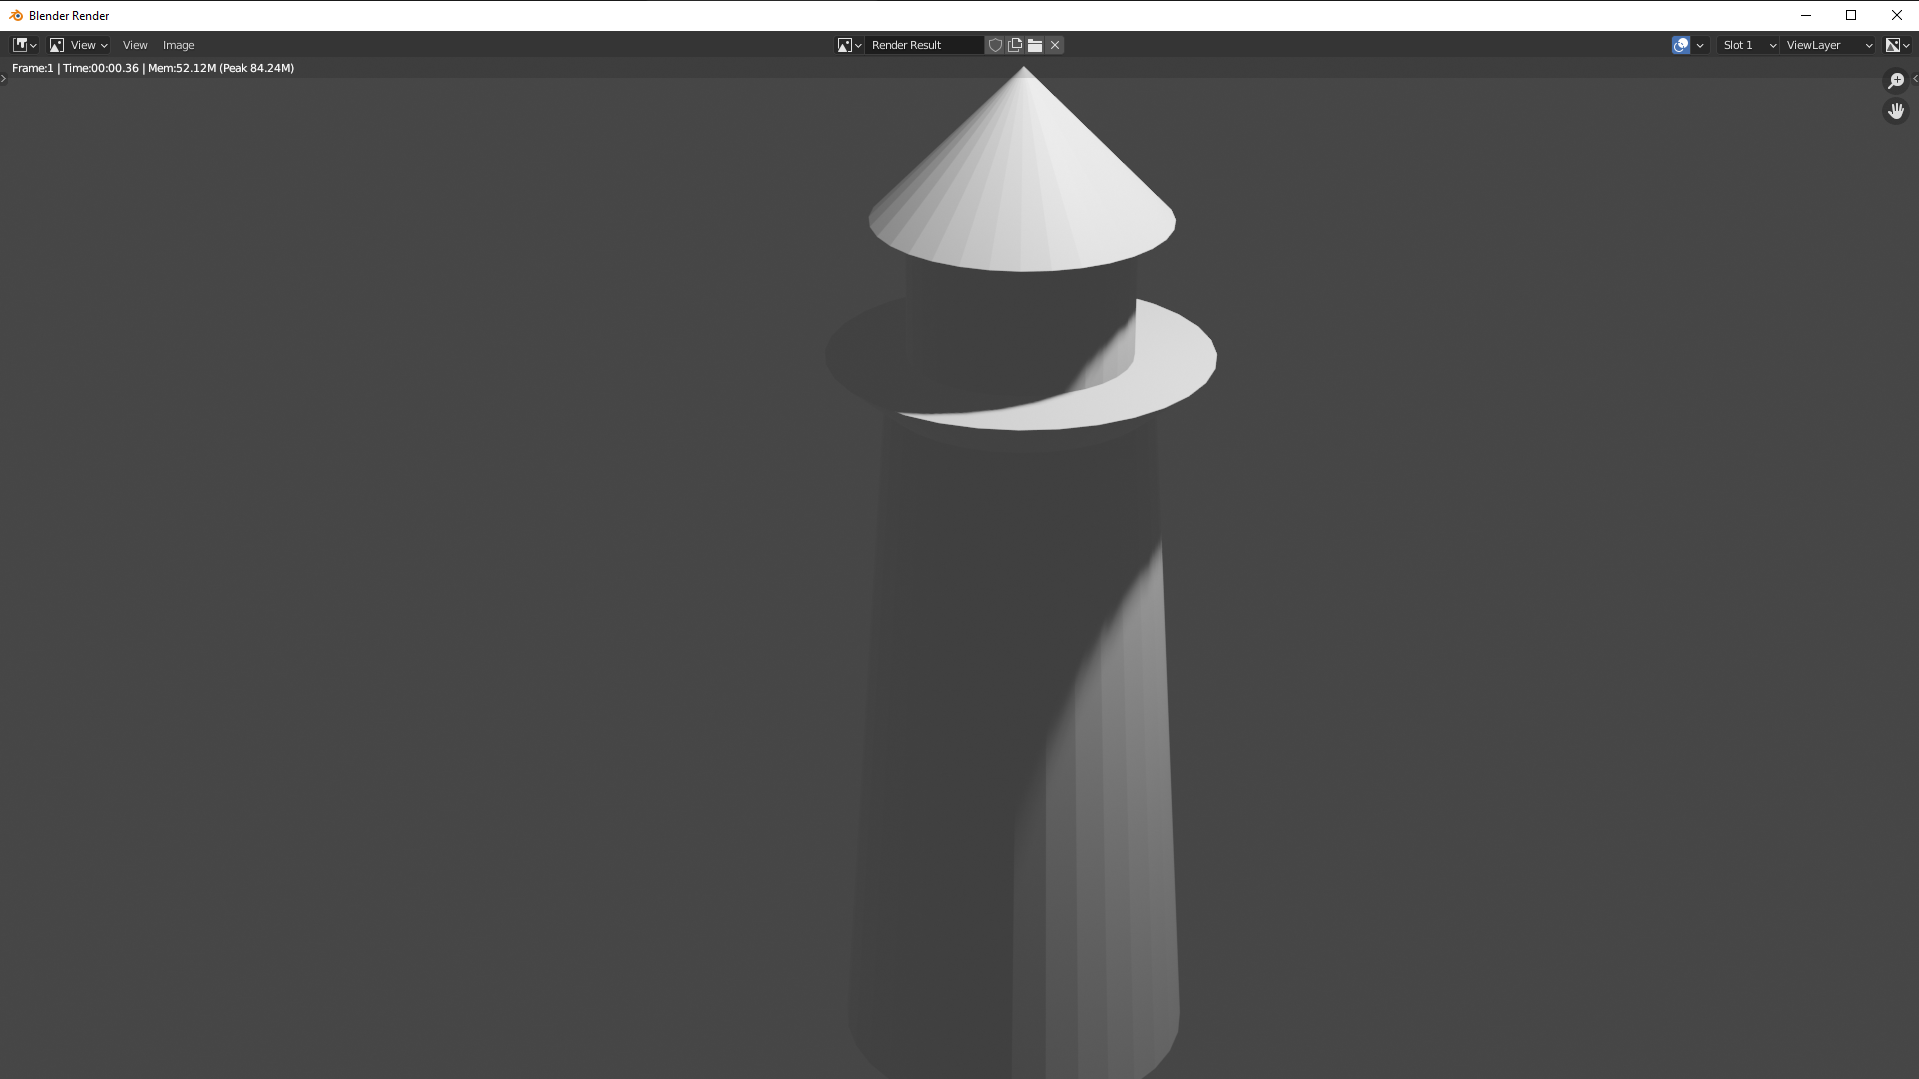 Blender Render
View View Image Render Result Slot 1 ViewLayer
Frame:1 | Time:00:00.36 | Mem:52.12M (Peak 84.24M)